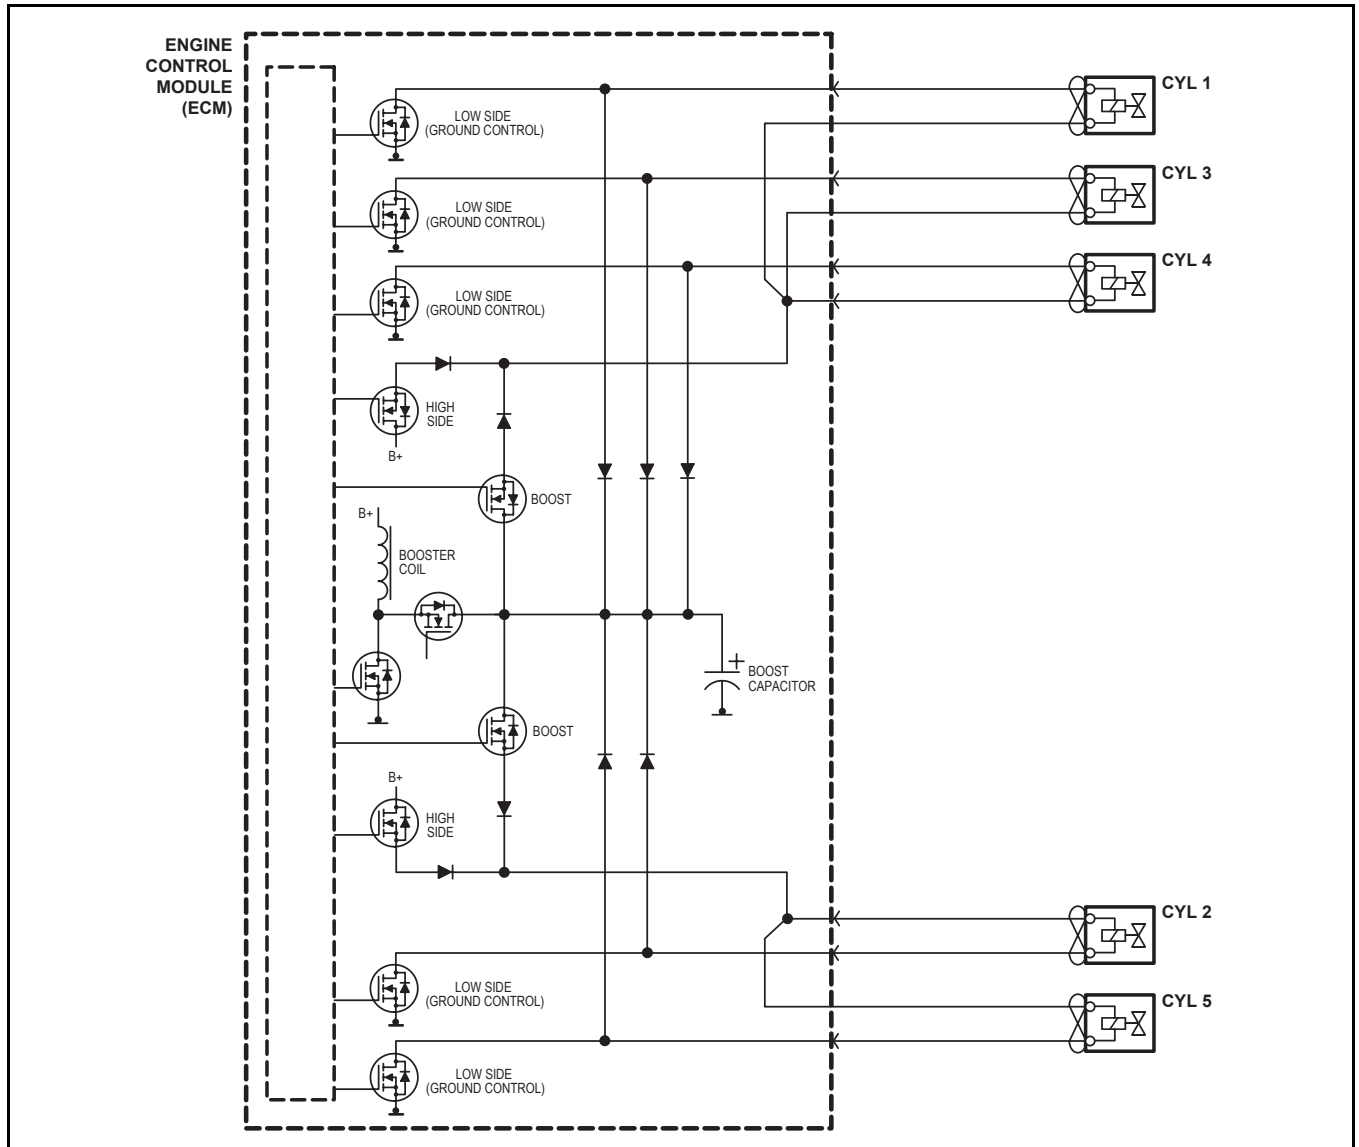 ENGINE
CONTROL
MODULE
(ECM)
LOW SIDE
(GROUND CONTROL)
CYL 1
LOW SIDE
(GROUND CONTROL)
CYL 3
LOW SIDE
(GROUND CONTROL)
CYL 4
HIGH
SIDE
B+
BOOST
B+
BOOSTER
COIL
+
BOOST
CAPACITOR
BOOST
B+
HIGH
SIDE
CYL 2
LOW SIDE
(GROUND CONTROL)
CYL 5
LOW SIDE
(GROUND CONTROL)